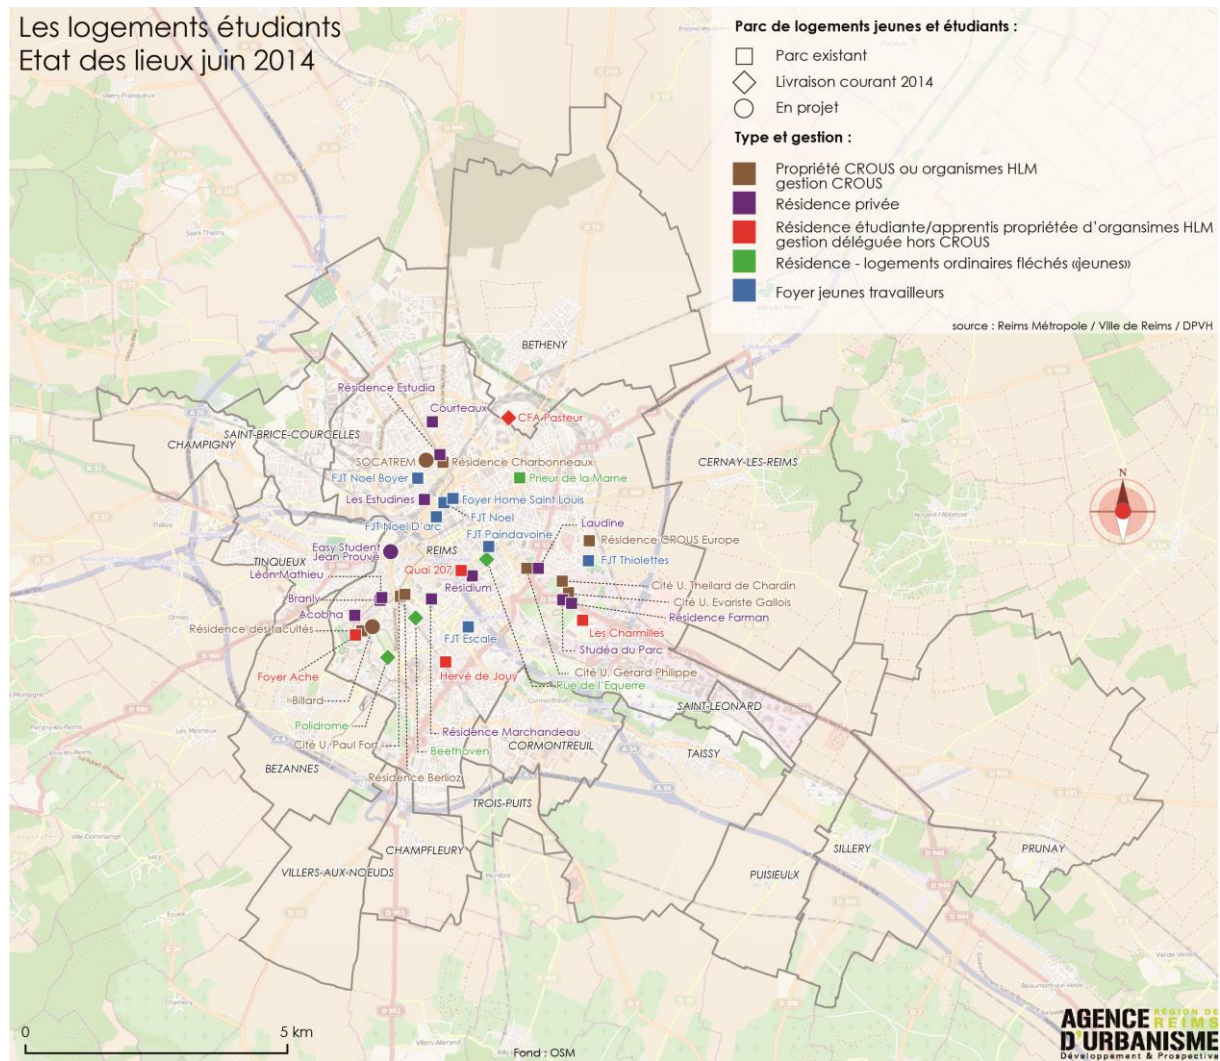 Les logements étudiants
Etat des lieux juin 2014
Parc de logements jeunes et étudiants :
Parc existant
Livraison courant 2014
En projet
Type et gestion :
Propriété CROUS ou organismes HLM
gestion CROUS
Résidence privée
Résidence étudiante/apprentis propriétée d'organsimes HLM
gestion déléguée hors CROUS
Résidence - logements ordinaires fléchés «jeunes»
Foyer jeunes travailleurs
source : Reims Métropole / Ville de Reims / DPVH
BETHENY
Résidence Estudia
Courteaux
CFA Pasteur
SAINT-BRICE-COURCELLES
CHAMPIGNY
SOCATREM
Résidence Charbonneaux
CERNAY-LES-REIMS
FJT Noel Boyer
Prieur de la Marne
Les Estudines
Foyer Home Saint Louis
FJT Noel
FJT Noel D'arc
Laudine
FJT Paindavoine
Résidence CROUS Europe
Easy Student
Jean Prouvé
REIMS
TINQUEUX
FJT Thiolettes
Quai 207
Léon-Mathieu
Residium
Cité U. Theilard de Chardin
Branly
Cité U. Evariste Gallois
Acobha
Résidence Farman
Résidence des facultés
Les Charmilles
FJT Escale
Studéa du Parc
Foyer Ache
Hervé de Jouy
Cité U. Gérard Philippe
Rue de l'Equerre
Billard
SAINT-LEONARD
Polidrome
Résidence Marchandeau
Cité U. Paul Fort
CORMONTREUIL
Beethoven
TAISSY
BEZANNES
Résidence Berlioz
TROIS-PUITS
CHAMPFLEURY
SILLERY
PRUNAY
VILLERS-AUX-NOEUDS
PUISIEULX
N
0
5 km
Fond : OSM
AGENCE RÉGION DE REIMS
D'URBANISME
Développement & Prospective